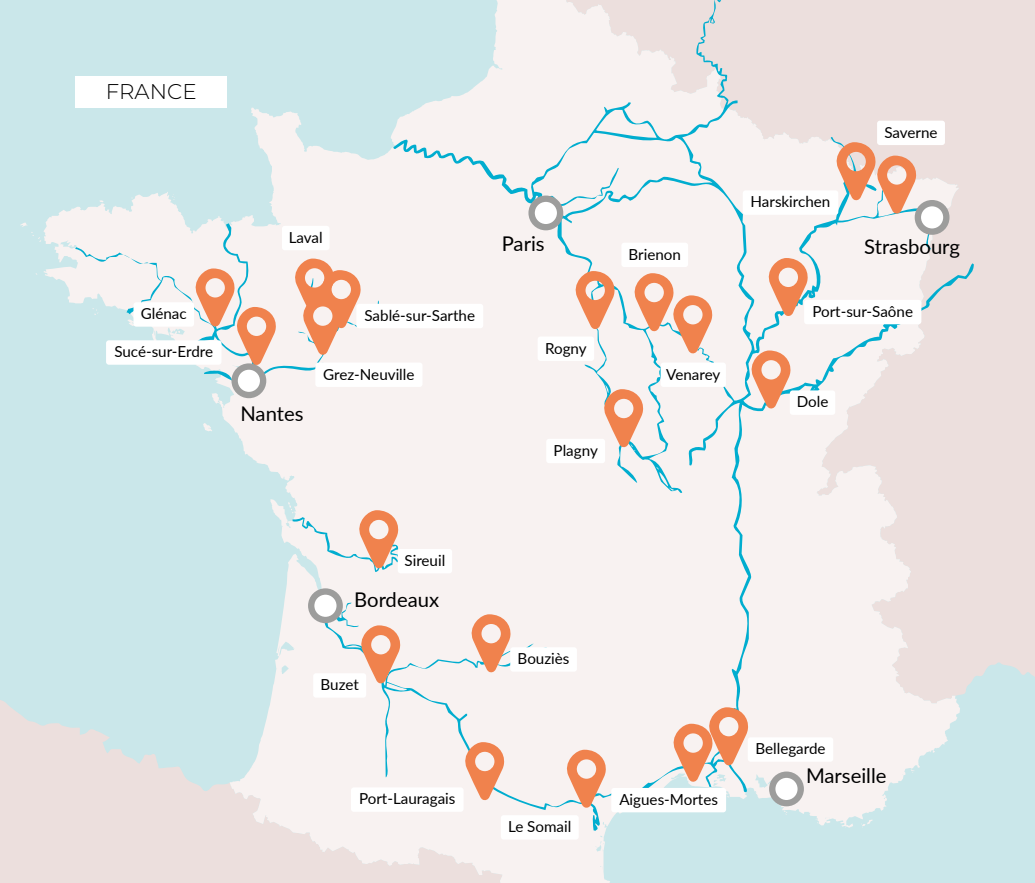 FRANCE
Saverne
Harskirchen
Strasbourg
Paris
Laval
Brienon
Glénac
Sablé-sur-Sarthe
Port-sur-Saône
Sucé-sur-Erdre
Rogny
Grez-Neuville
Venarey
Nantes
Dole
Plagny
Sireuil
Bordeaux
Bouziès
Buzet
Bellegarde
Marseille
Port-Lauragais
Aigues-Mortes
Le Somail